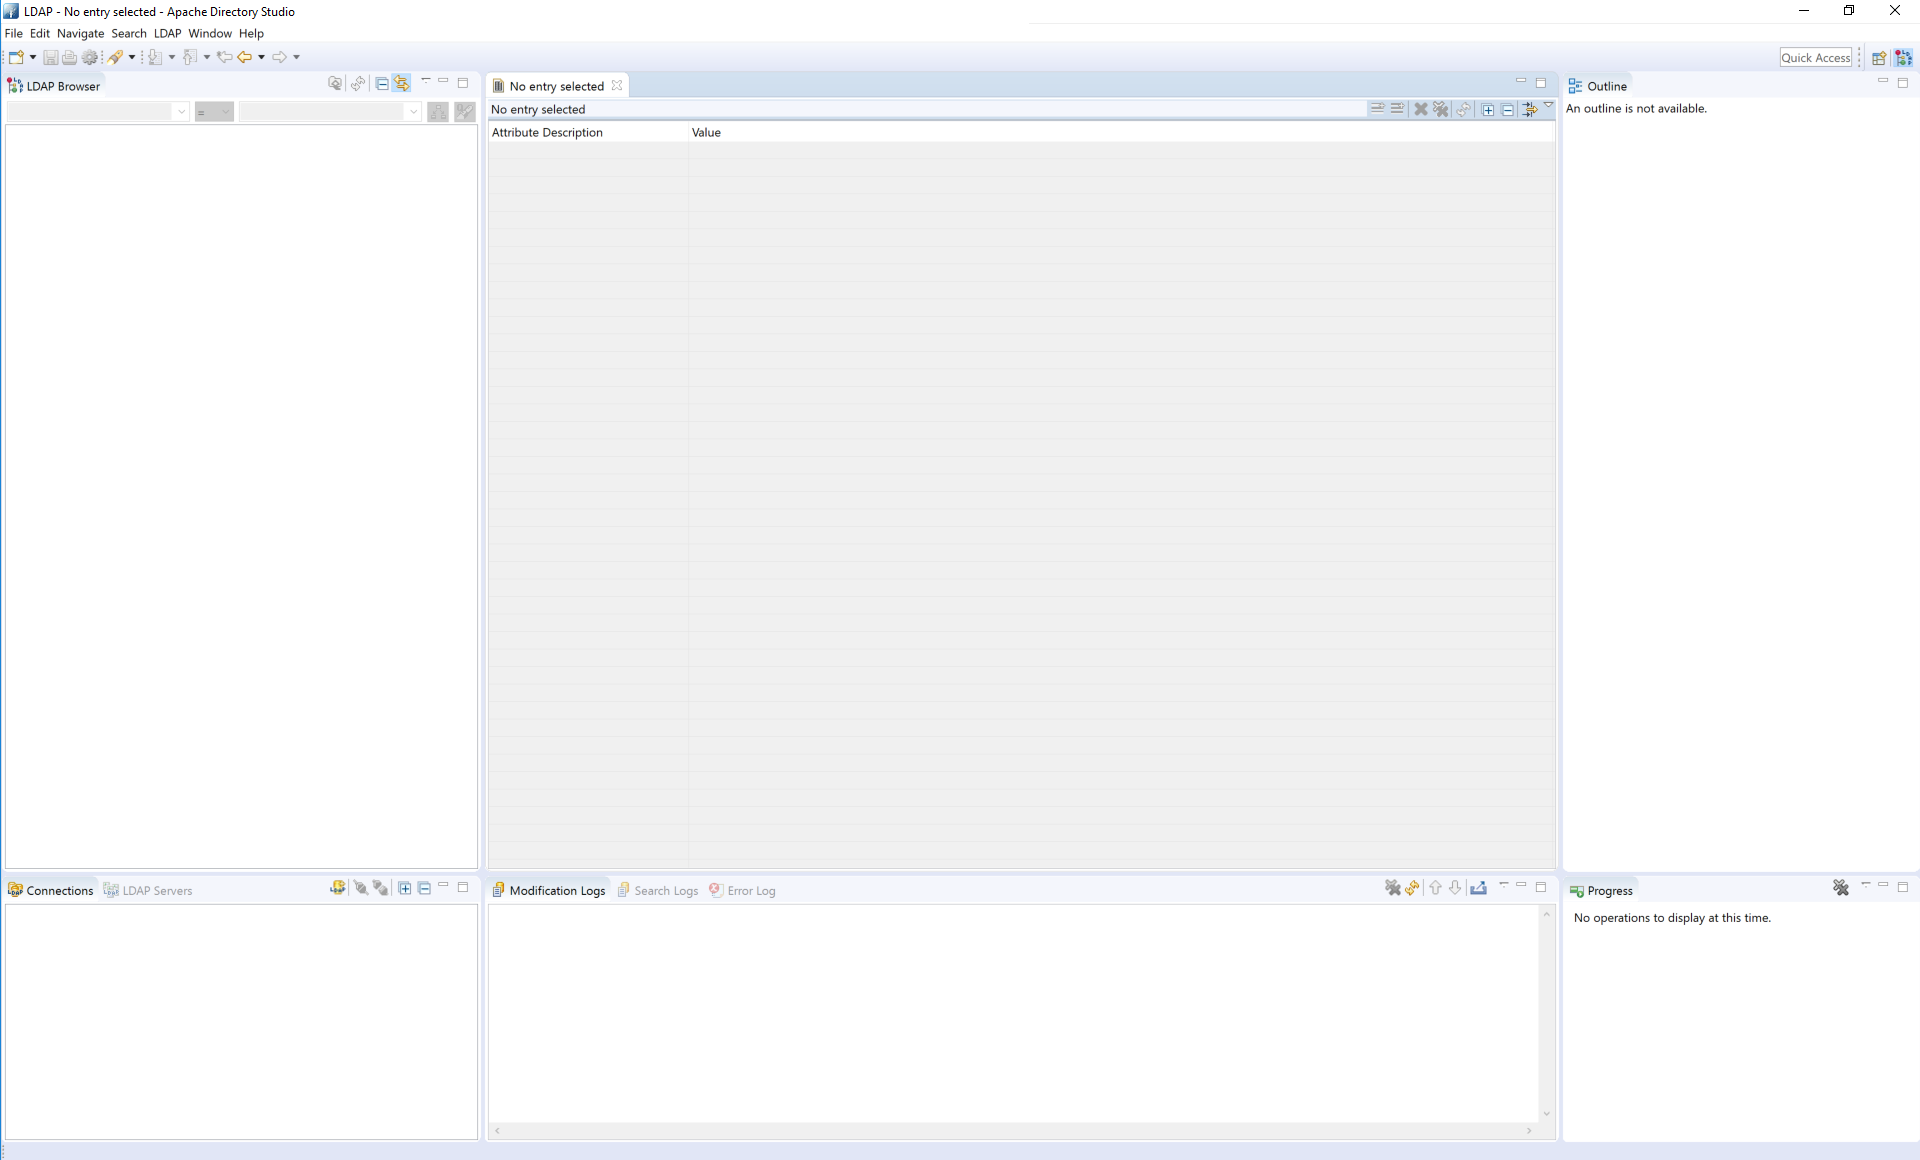 LDAP - No entry selected - Apache Directory Studio
File Edit Navigate Search LDAP Window Help
Quick Access
LDAP Browser
No entry selected
Outline
=
No entry selected
An outline is not available.
Attribute Description Value
Connections LDAP Servers
Modification Logs Search Logs Error Log
Progress
No operations to display at this time.